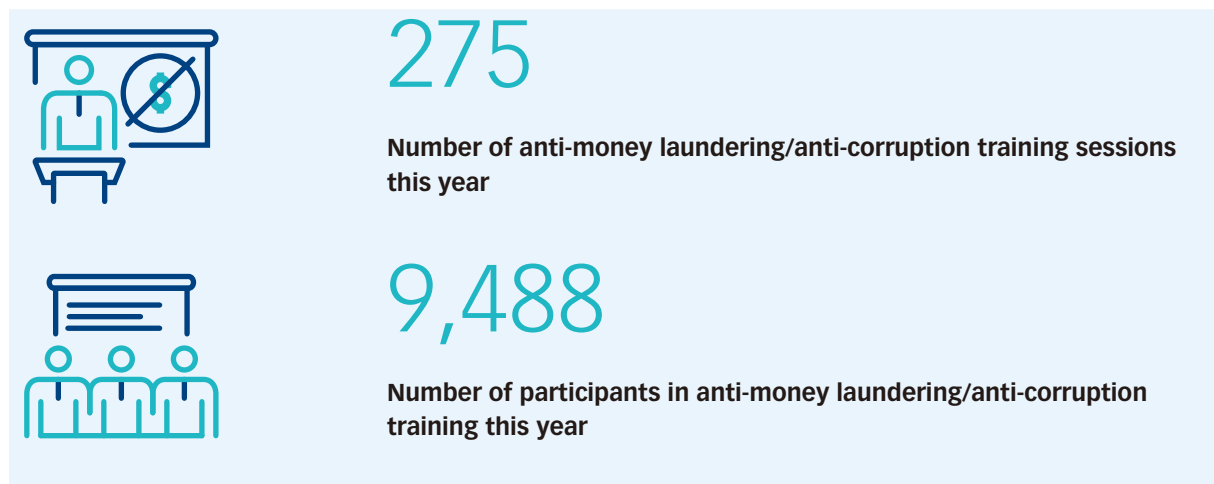 275
Number of anti-money laundering/anti-corruption training sessions
this year
9,488
Number of participants in anti-money laundering/anti-corruption
training this year